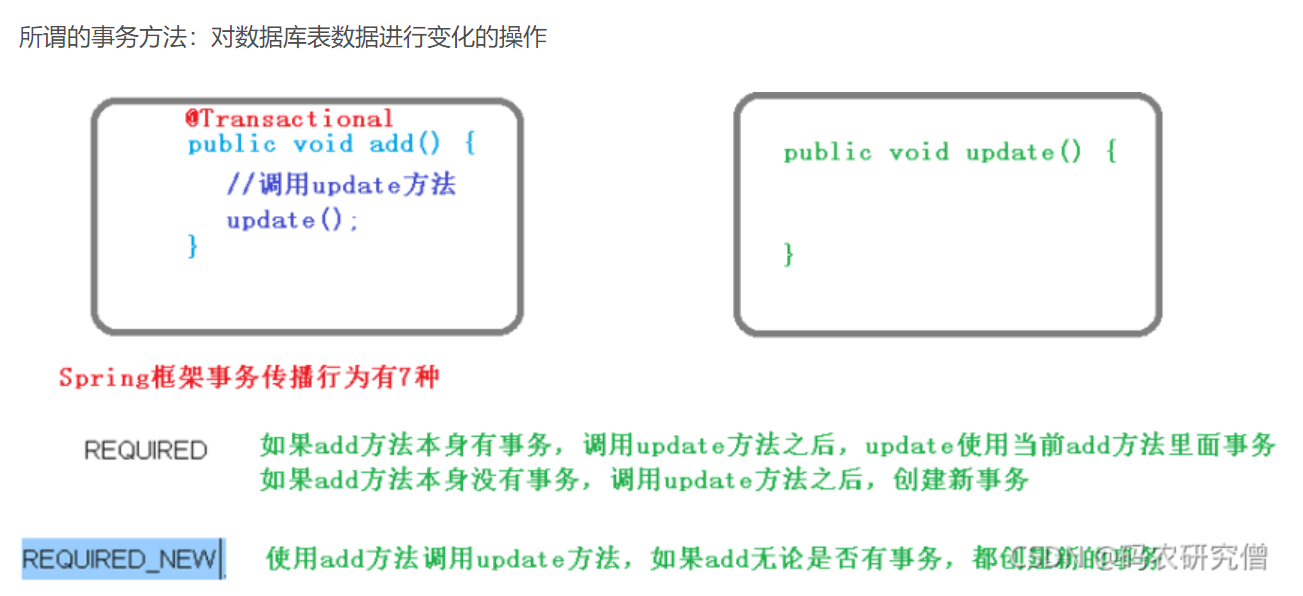 所谓的事务方法：对数据库表数据进行变化的操作
@Transactional
public void add() {
//调用update方法
update();
}
public void update() {
}
Spring框架事务传播行为有7种
REQUIRED
如果add方法本身有事务，调用update方法之后，update使用当前add方法里面事务
如果add方法本身没有事务，调用update方法之后，创建新事务
REQUIRED_NEW
使用add方法调用update方法，如果add无论是否有事务，都创建新的事务
CSDN @码农研究僧